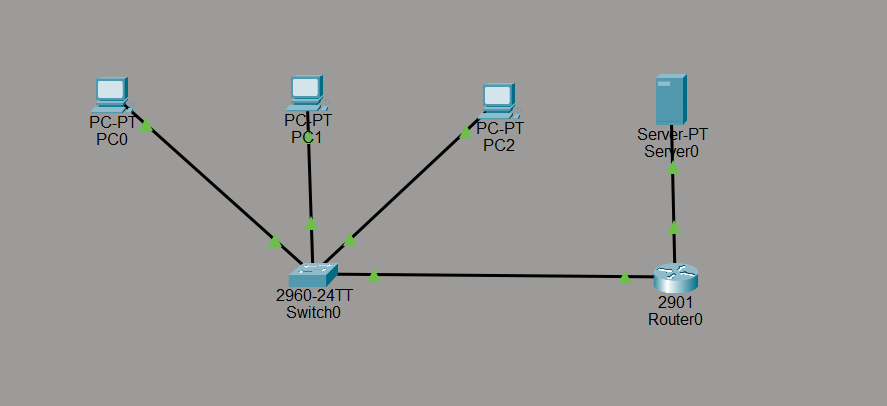 PC-PT
PC0
PC-PT
PC1
PC-PT
PC2
Server-PT
Server0
2960-24TT
Switch0
2901
Router0